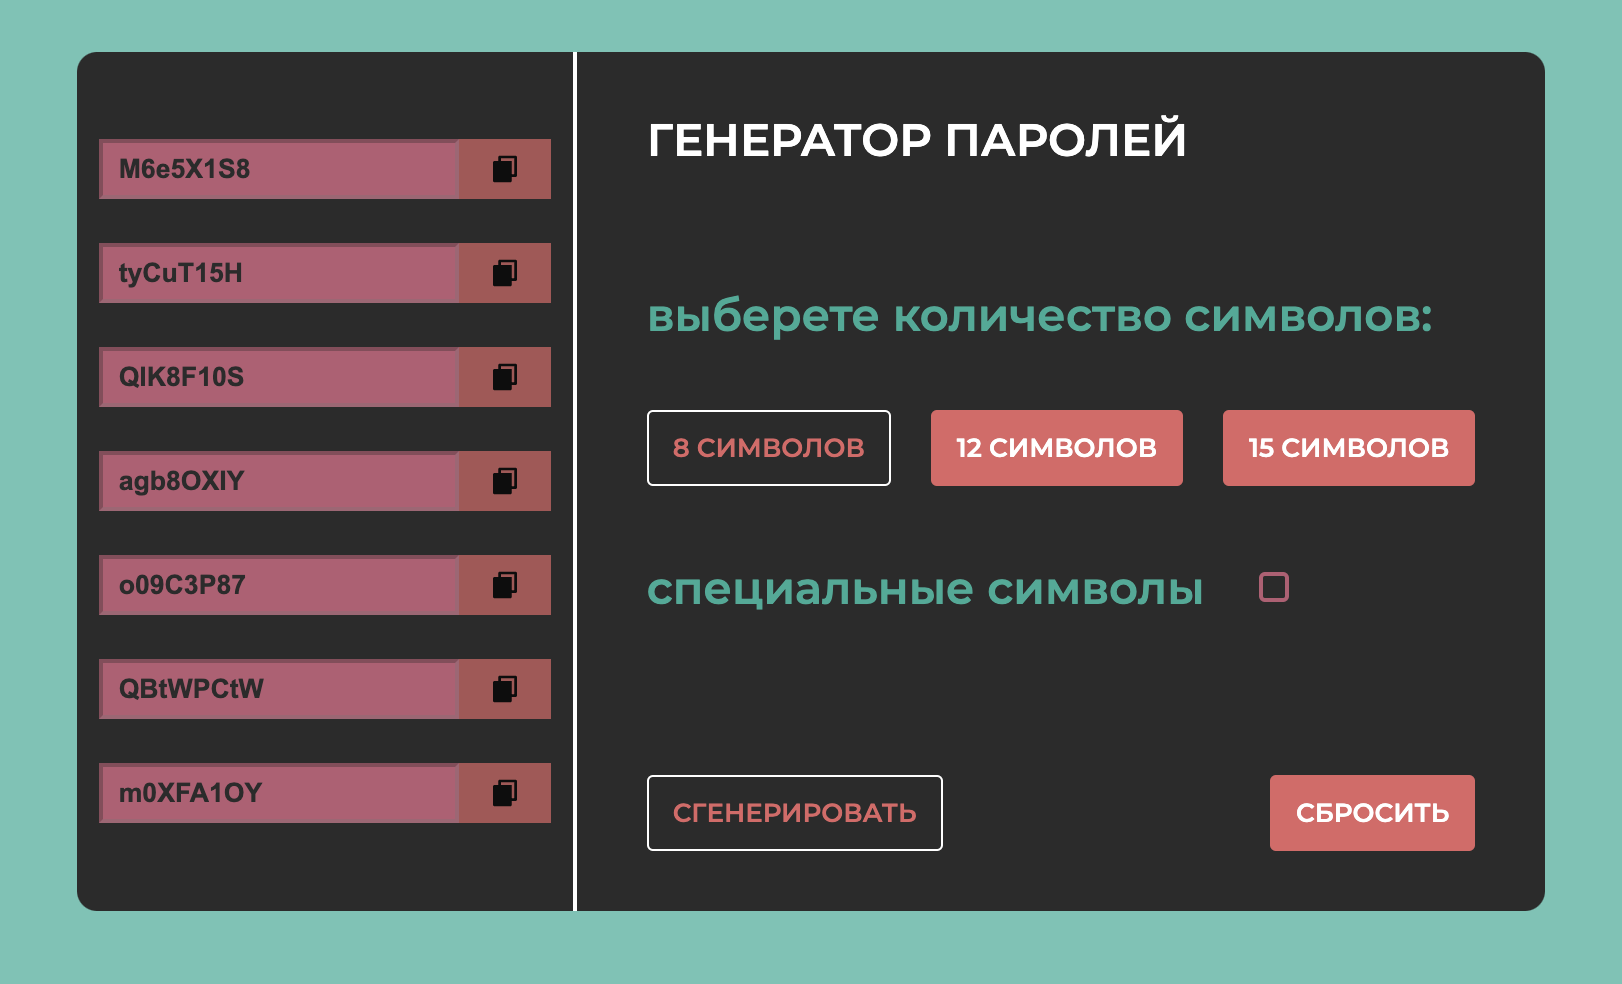 M6e5X1S8
tyCuT15H
QIK8F10S
agb8OXIY
o09C3P87
QBtWPCtW
m0XFA1OY
ГЕНЕРАТОР ПАРОЛЕЙ
выберете количество символов:
8 СИМВОЛОВ
12 СИМВОЛОВ
15 СИМВОЛОВ
специальные символы
СГЕНЕРИРОВАТЬ
СБРОСИТЬ